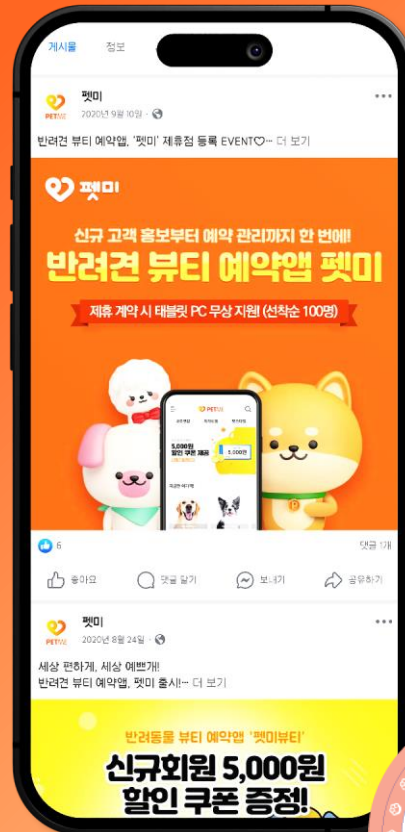 게시물 정보
펫미
PETME
2020년 9월 10일
반려견 뷰티 예약앱, '펫미' 제휴점 등록 EVENT♡… 더 보기
펫미
신규 고객 홍보부터 예약 관리까지 한 번에!
반려견 뷰티 예약앱 펫미
제휴 계약 시 태블릿 PC 무상 지원! (선착순 100명)
PETME
5,000원
할인 쿠폰 제공
5,000원
6
댓글 1개
좋아요 댓글 달기 보내기 공유하기
펫미
PETME
2020년 8월 24일
세상 편하게, 세상 예쁘개!
반려견 뷰티 예약앱, 펫미 출시!… 더 보기
반려동물 뷰티 예약앱 '펫미뷰티'
신규회원 5,000원
할인 쿠폰 증정!